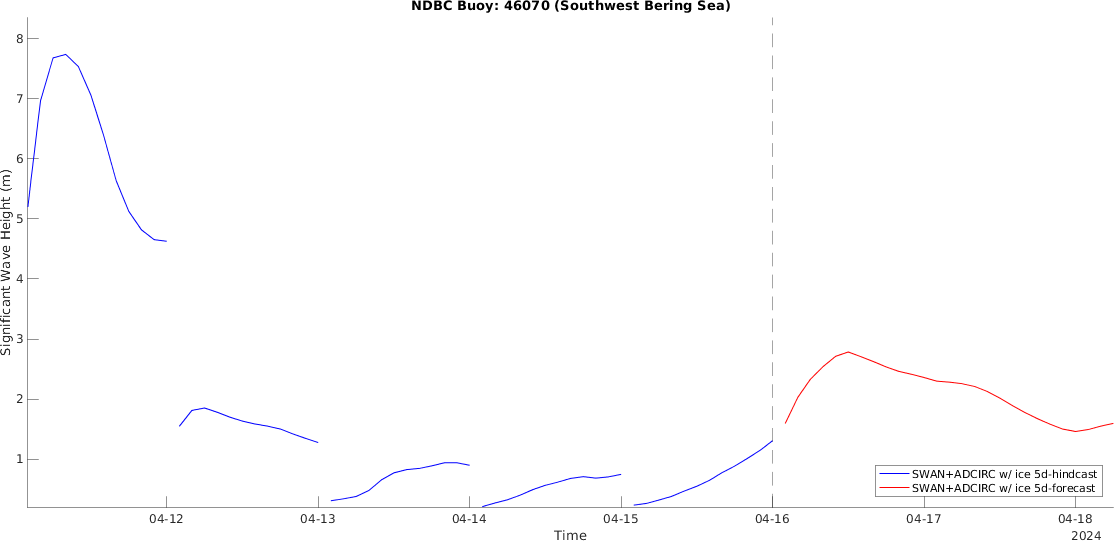 NDBC Buoy: 46070 (Southwest Bering Sea)
8
7
6
5
4
3
2
1
Significant Wave Height (m)
SWAN+ADCIRC w/ ice 5d-hindcast
SWAN+ADCIRC w/ ice 5d-forecast
04-12 04-13 04-14 04-15 04-16 04-17 04-18
Time
2024